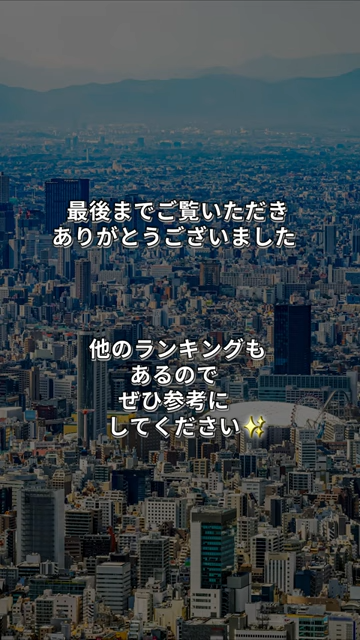 最後までご覧いただき
ありがとうございました
他のランキングも
あるので
ぜひ参考に
してください✨